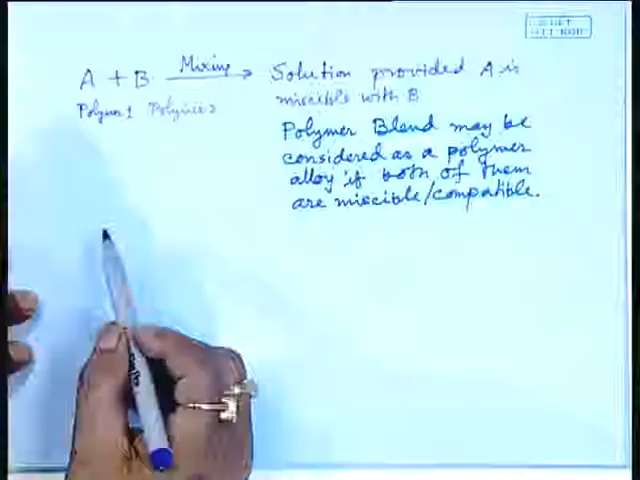 A + B Mixing Solution provided A is
Polymer 1 Polymer 2 miscible with B
Polymer Blend may be
considered as a polymer
alloy if both of them
are miscible/compatible.